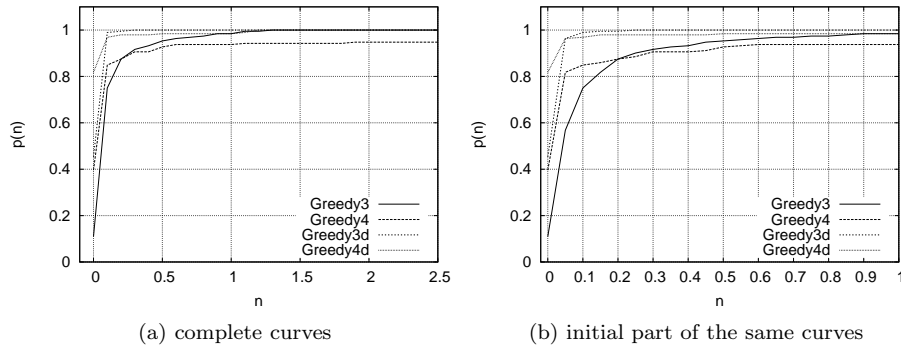 1
0.8
0.6
0.4
0.2
0
p(n)
0 0.5 1 1.5 2 2.5
n
Greedy3
Greedy4
Greedy3d
Greedy4d
(a) complete curves
1
0.8
0.6
0.4
0.2
0
p(n)
0 0.1 0.2 0.3 0.4 0.5 0.6 0.7 0.8 0.9 1
n
Greedy3
Greedy4
Greedy3d
Greedy4d
(b) initial part of the same curves